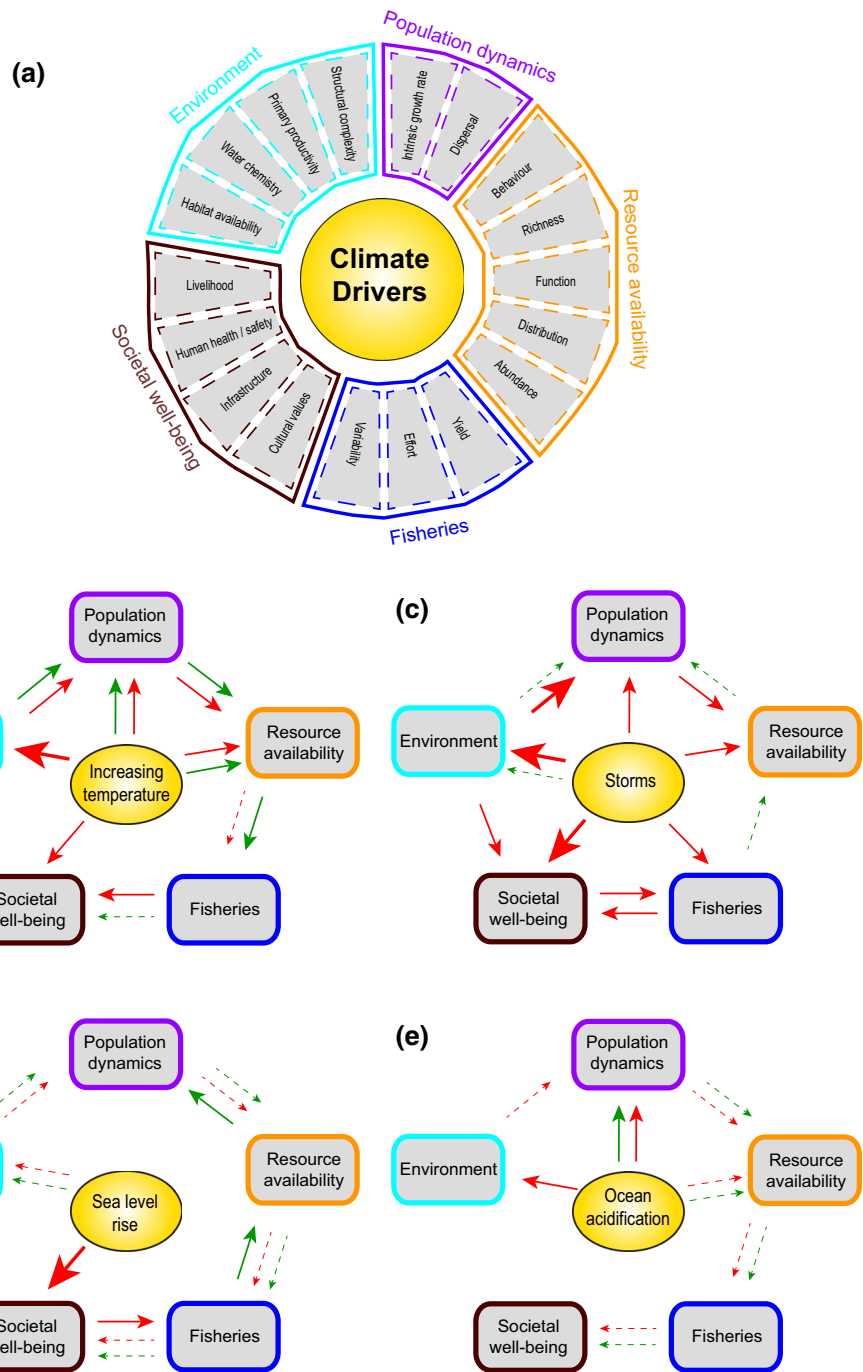 (a)
Population dynamics
Environment
Resource availability
Societal well-being
Fisheries
Structural complexity
Primary productivity
Water chemistry
Habitat availability
Intrinsic growth rate
Dispersal
Behaviour
Richness
Function
Distribution
Abundance
Livelihood
Human health / safety
Infrastructure
Cultural values
Variability
Effort
Yield
Climate
Drivers
Population
dynamics
Resource
availability
Increasing
temperature
Societal
ell-being
Fisheries
(c)
Population
dynamics
Environment
Resource
availability
Storms
Societal
well-being
Fisheries
Population
dynamics
Resource
availability
Sea level
rise
Societal
ell-being
Fisheries
(e)
Population
dynamics
Environment
Resource
availability
Ocean
acidification
Societal
well-being
Fisheries